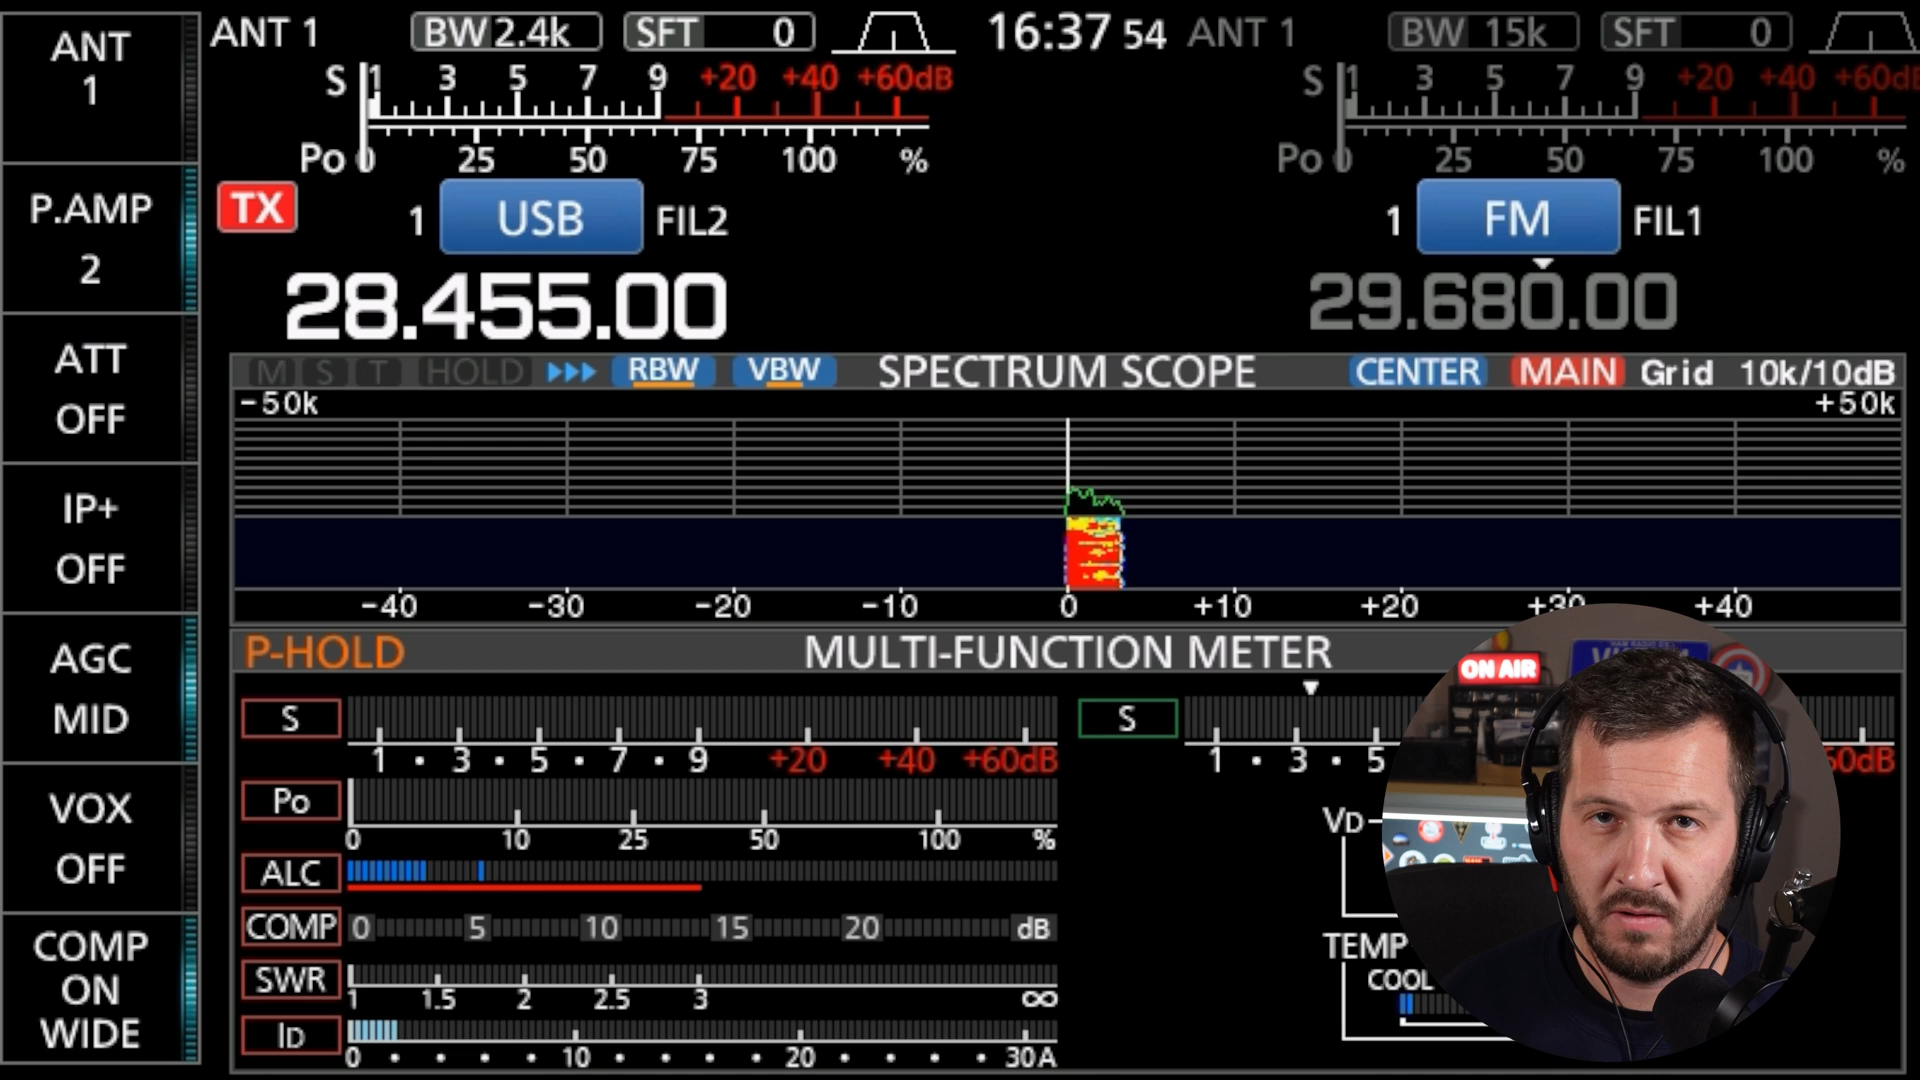 ANT
1
P.AMP
2
ATT
OFF
IP+
OFF
AGC
MID
VOX
OFF
COMP
ON
WIDE
ANT 1 BW 2.4k SFT 0
16:37 54
S 1 3 5 7 9 +20 +40 +60dB
Po 0 25 50 75 100 %
TX 1 USB FIL2
28.455.00
ANT 1 BW 15k SFT 0
S 1 3 5 7 9 +20 +40 +60dB
Po 0 25 50 75 100 %
1 FM FIL1
29.680.00
M S T HOLD RBW VBW SPECTRUM SCOPE CENTER MAIN Grid 10k/10dB
-50k +50k
-40 -30 -20 -10 0 +10 +20 +30 +40
P-HOLD MULTI-FUNCTION METER
S
1 · 3 · 5 · 7 · 9 +20 +40 +60dB
Po
0 10 25 50 100 %
ALC
COMP 0 5 10 15 20 dB
SWR
1 1.5 2 2.5 3 ∞
ID
0 10 20 30A
S
1 · 3 · 5 60dB
VD
TEMP
COOL
ON AIR